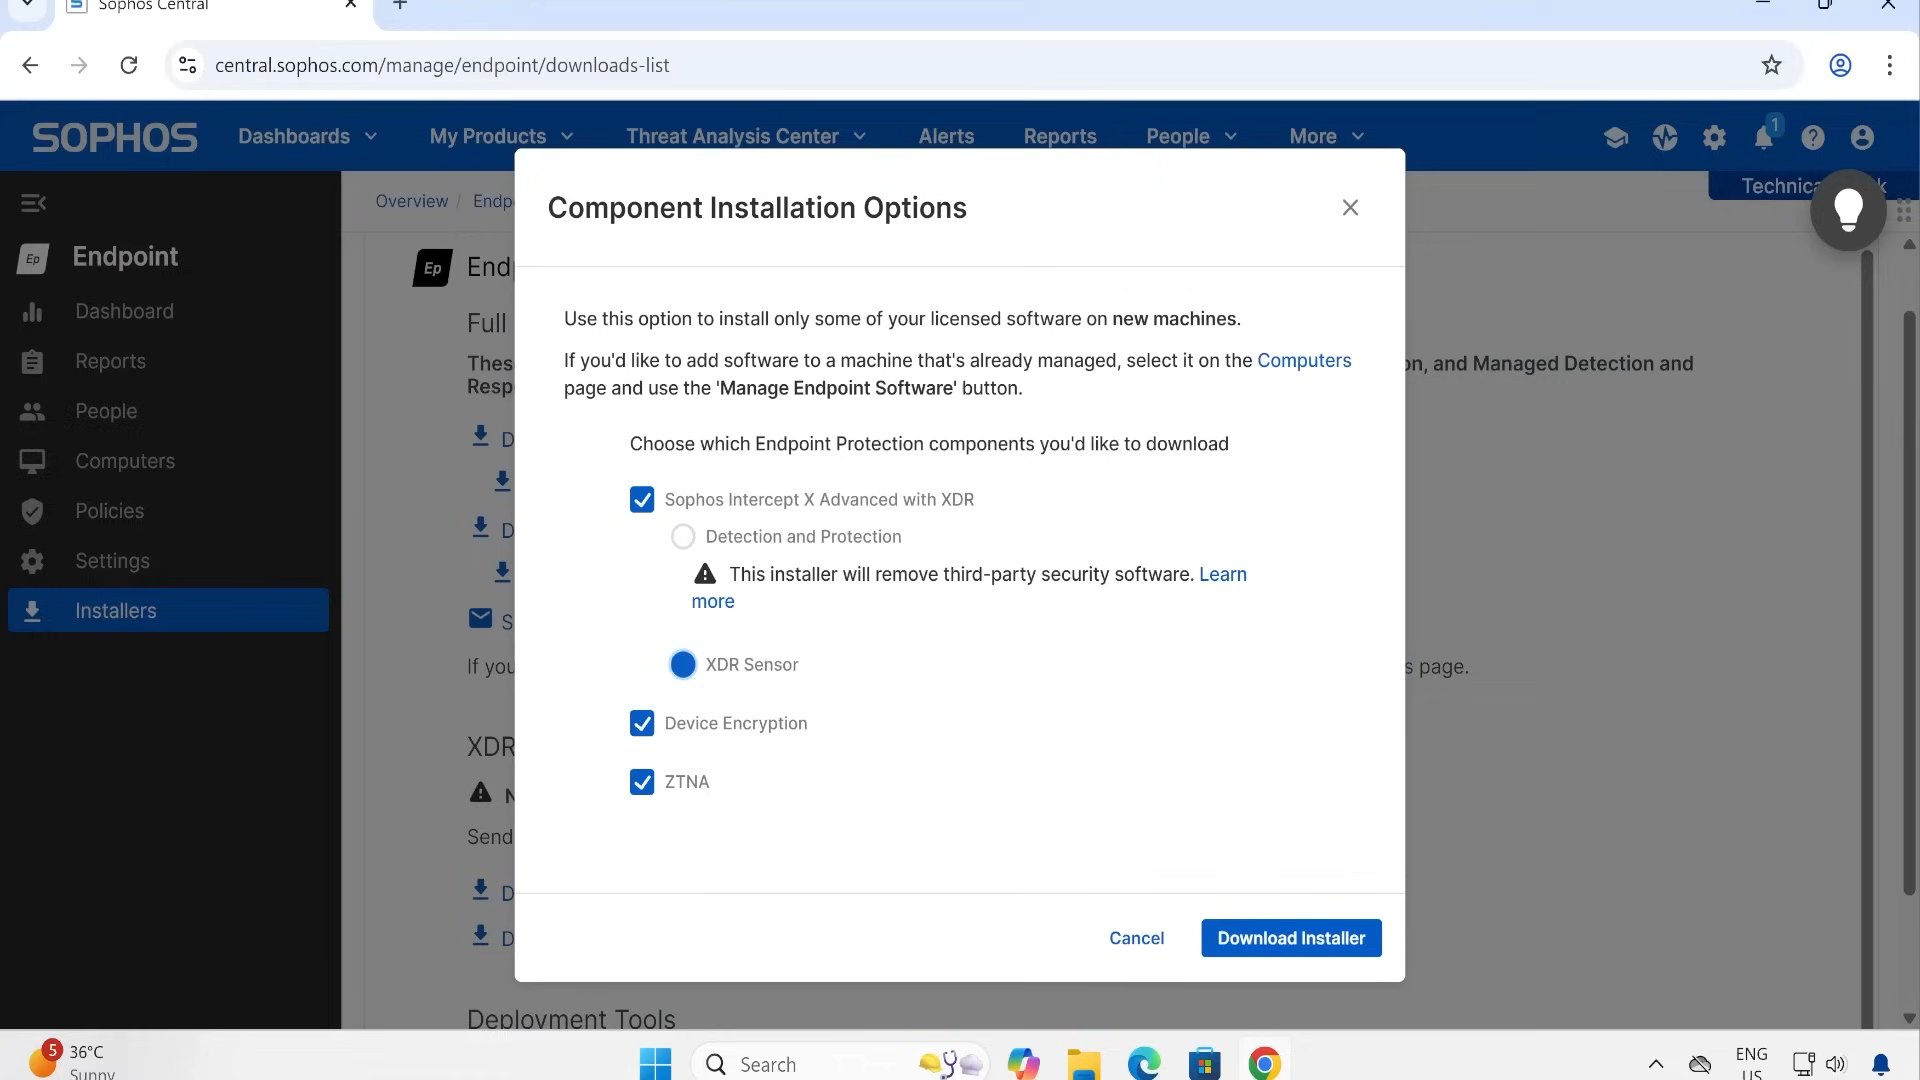 Sophos Central
central.sophos.com/manage/endpoint/downloads-list
SOPHOS
Dashboards
My Products
Threat Analysis Center
Alerts
Reports
People
More
1
Technica
Overview / Endp
Ep Endpoint
Dashboard
Reports
People
Computers
Policies
Settings
Installers
Ep End
Full
Thes
on, and Managed Detection and
Resp
D
D
S
If you
s page.
XDR
N
Send
D
D
Deployment Tools
Component Installation Options
Use this option to install only some of your licensed software on new machines.
If you'd like to add software to a machine that's already managed, select it on the Computers
page and use the 'Manage Endpoint Software' button.
Choose which Endpoint Protection components you'd like to download
Sophos Intercept X Advanced with XDR
Detection and Protection
This installer will remove third-party security software. Learn
more
XDR Sensor
Device Encryption
ZTNA
Cancel
Download Installer
5
36°C
Sunny
Search
ENG
US